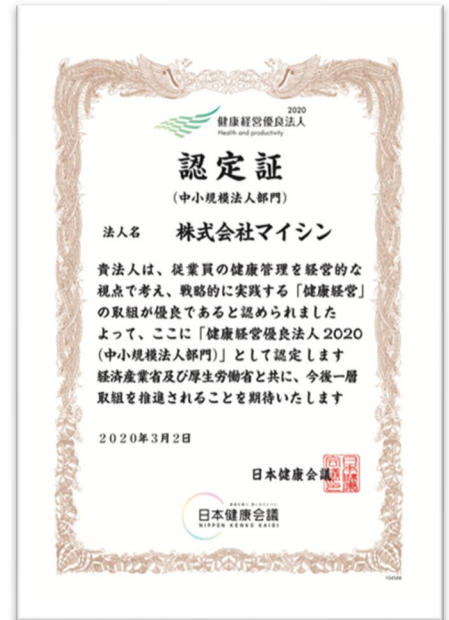 2020
健康経営優良法人
Health and productivity
認定証
(中小規模法人部門)
法人名 株式会社マイシン
貴法人は、従業員の健康管理を経営的な
視点で考え、戦略的に実践する「健康経営」
の取組が優良であると認められました
よって、ここに「健康経営優良法人2020
(中小規模法人部門)」として認定します
経済産業省及び厚生労働省と共に、今後一層
取組を推進されることを期待いたします
2020年3月2日
日本健康会議
日本健康会議
NIPPON KENKO KAIGI